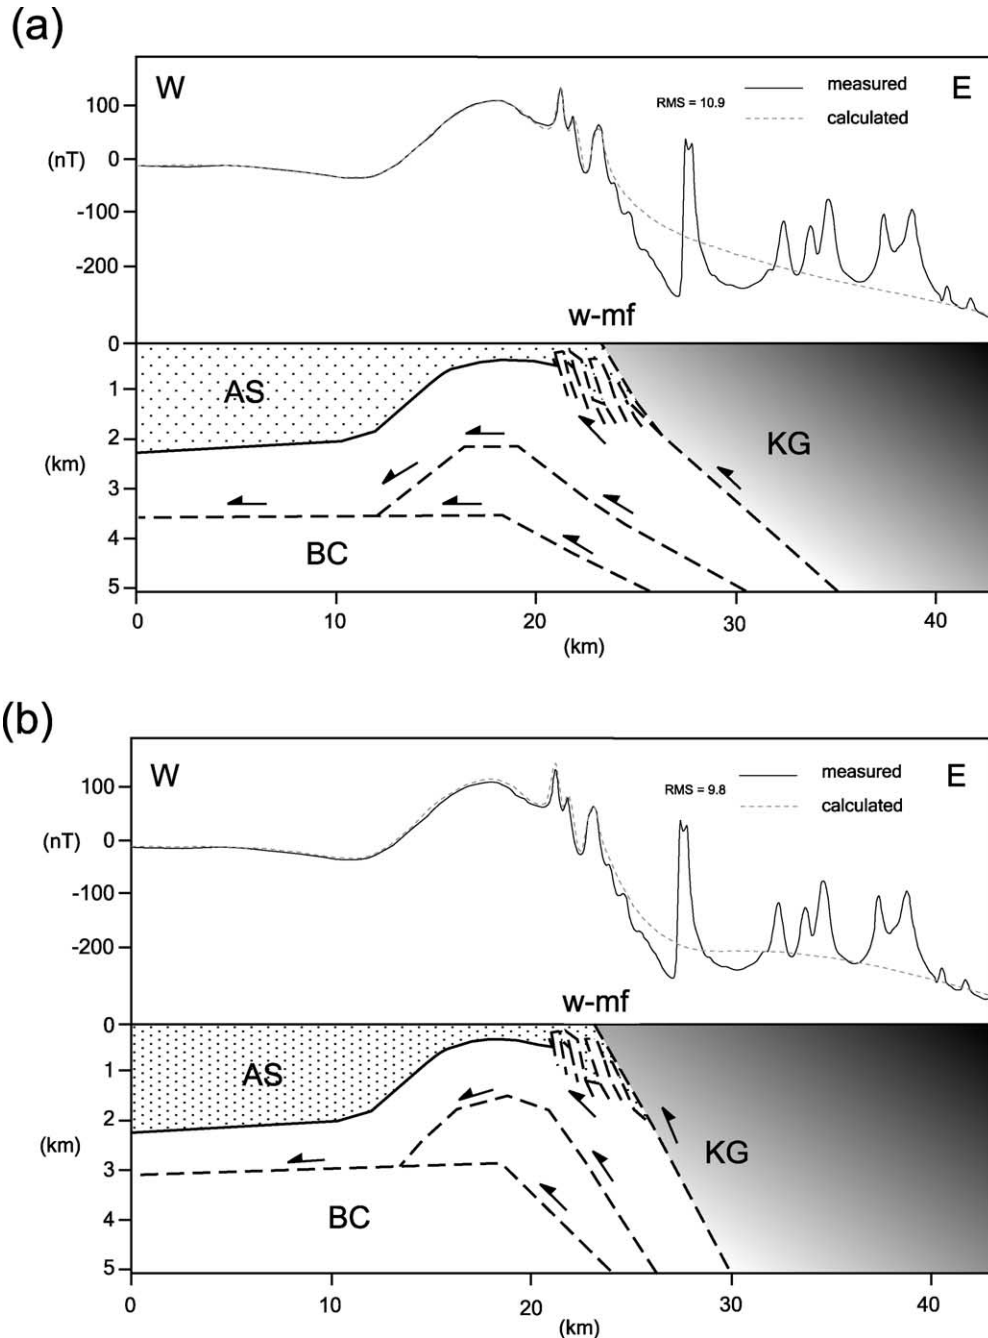 (a)
W
E
RMS = 10.9
measured
calculated
100
(nT)
0
-100
-200
w-mf
0
AS
1
2
KG
(km)
3
4
BC
5
0
10
20
30
40
(km)
(b)
W
E
RMS = 9.8
measured
calculated
100
(nT)
0
-100
-200
w-mf
0
AS
1
2
(km)
KG
3
BC
4
5
0
10
20
30
40
(km)